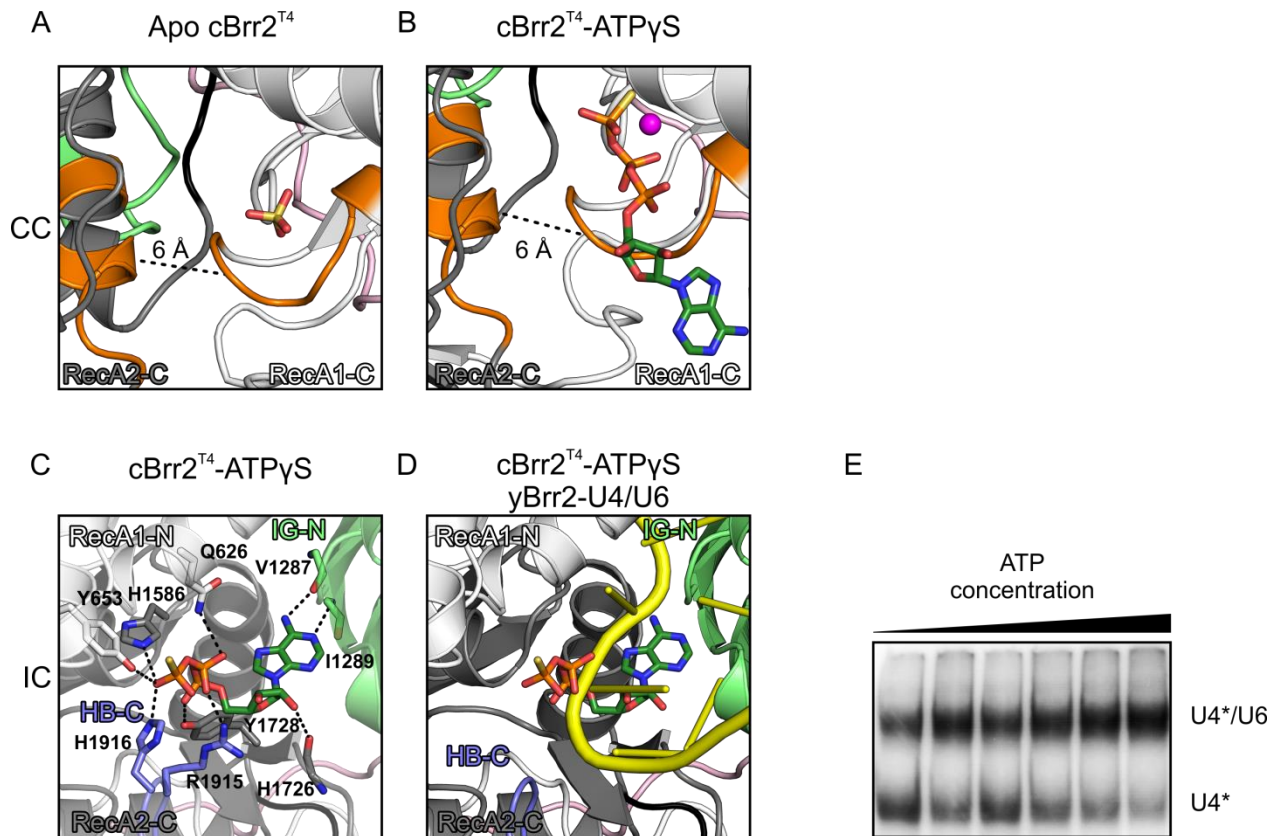 A
Apo cBrr2ᵀ⁴
B
cBrr2ᵀ⁴-ATPγS
CC
6 Å
RecA2-C
RecA1-C
6 Å
RecA2-C
RecA1-C
C
cBrr2ᵀ⁴-ATPγS
D
cBrr2ᵀ⁴-ATPγS
yBrr2-U4/U6
E
IC
RecA1-N
IG-N
Q626
V1287
Y653
H1586
I1289
HB-C
Y1728
H1916
R1915
H1726
RecA2-C
RecA1-N
IG-N
HB-C
RecA2-C
ATP
concentration
U4*/U6
U4*